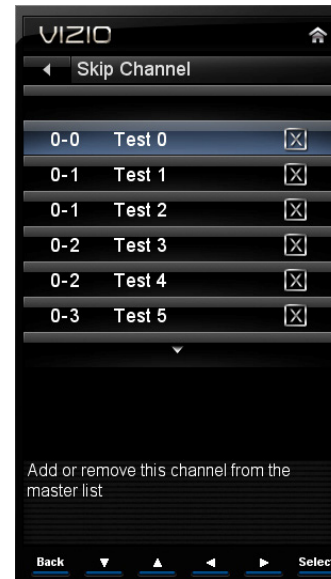 VIZIO
Skip Channel
0-0 Test 0 X
0-1 Test 1 X
0-1 Test 2 X
0-2 Test 3 X
0-2 Test 4 X
0-3 Test 5 X
Add or remove this channel from the
master list
Back Selec